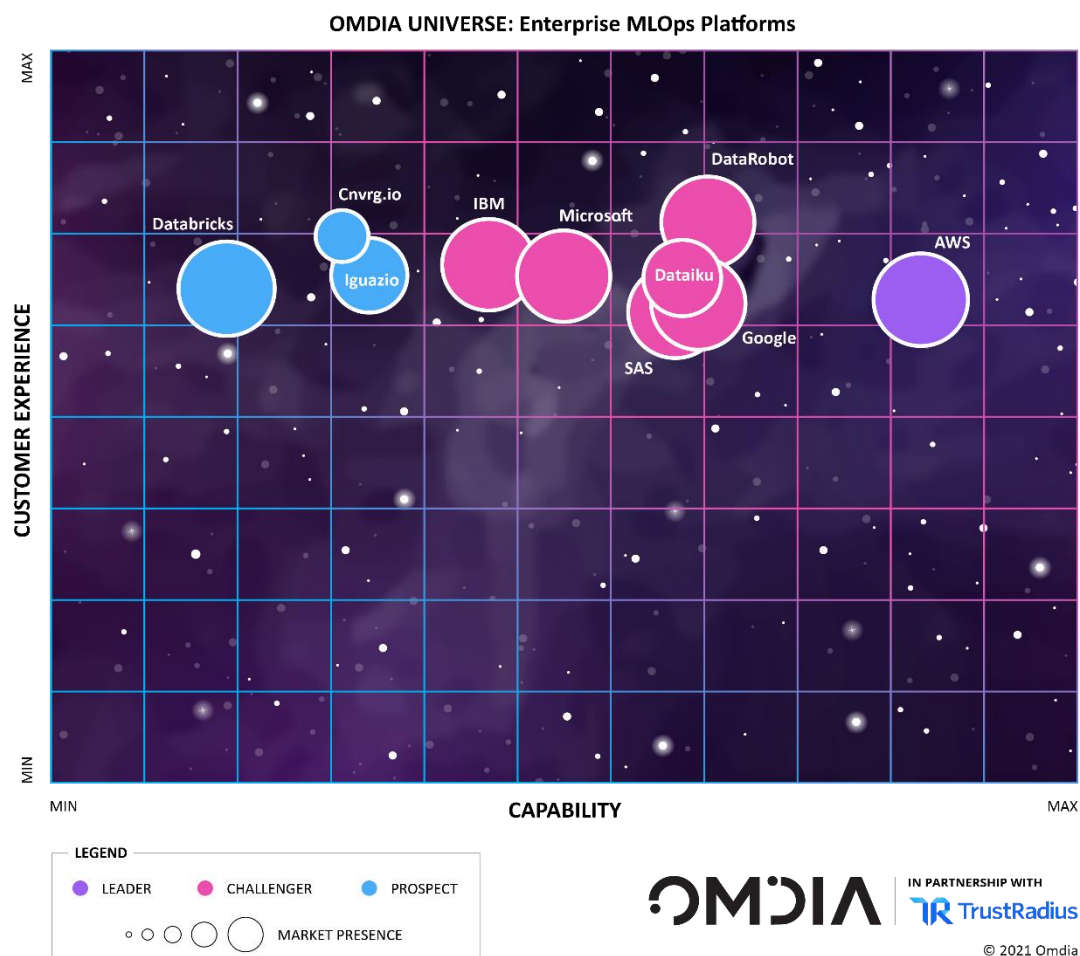 OMDIA UNIVERSE: Enterprise MLOps Platforms
MAX
DataRobot
Cnvrg.io
IBM
Microsoft
Databricks
AWS
Iguazio
Dataiku
Google
SAS
CUSTOMER EXPERIENCE
MIN
MIN
CAPABILITY
MAX
LEGEND
LEADER
CHALLENGER
PROSPECT
MARKET PRESENCE
OMDIA
IN PARTNERSHIP WITH
TR TrustRadius
© 2021 Omdia